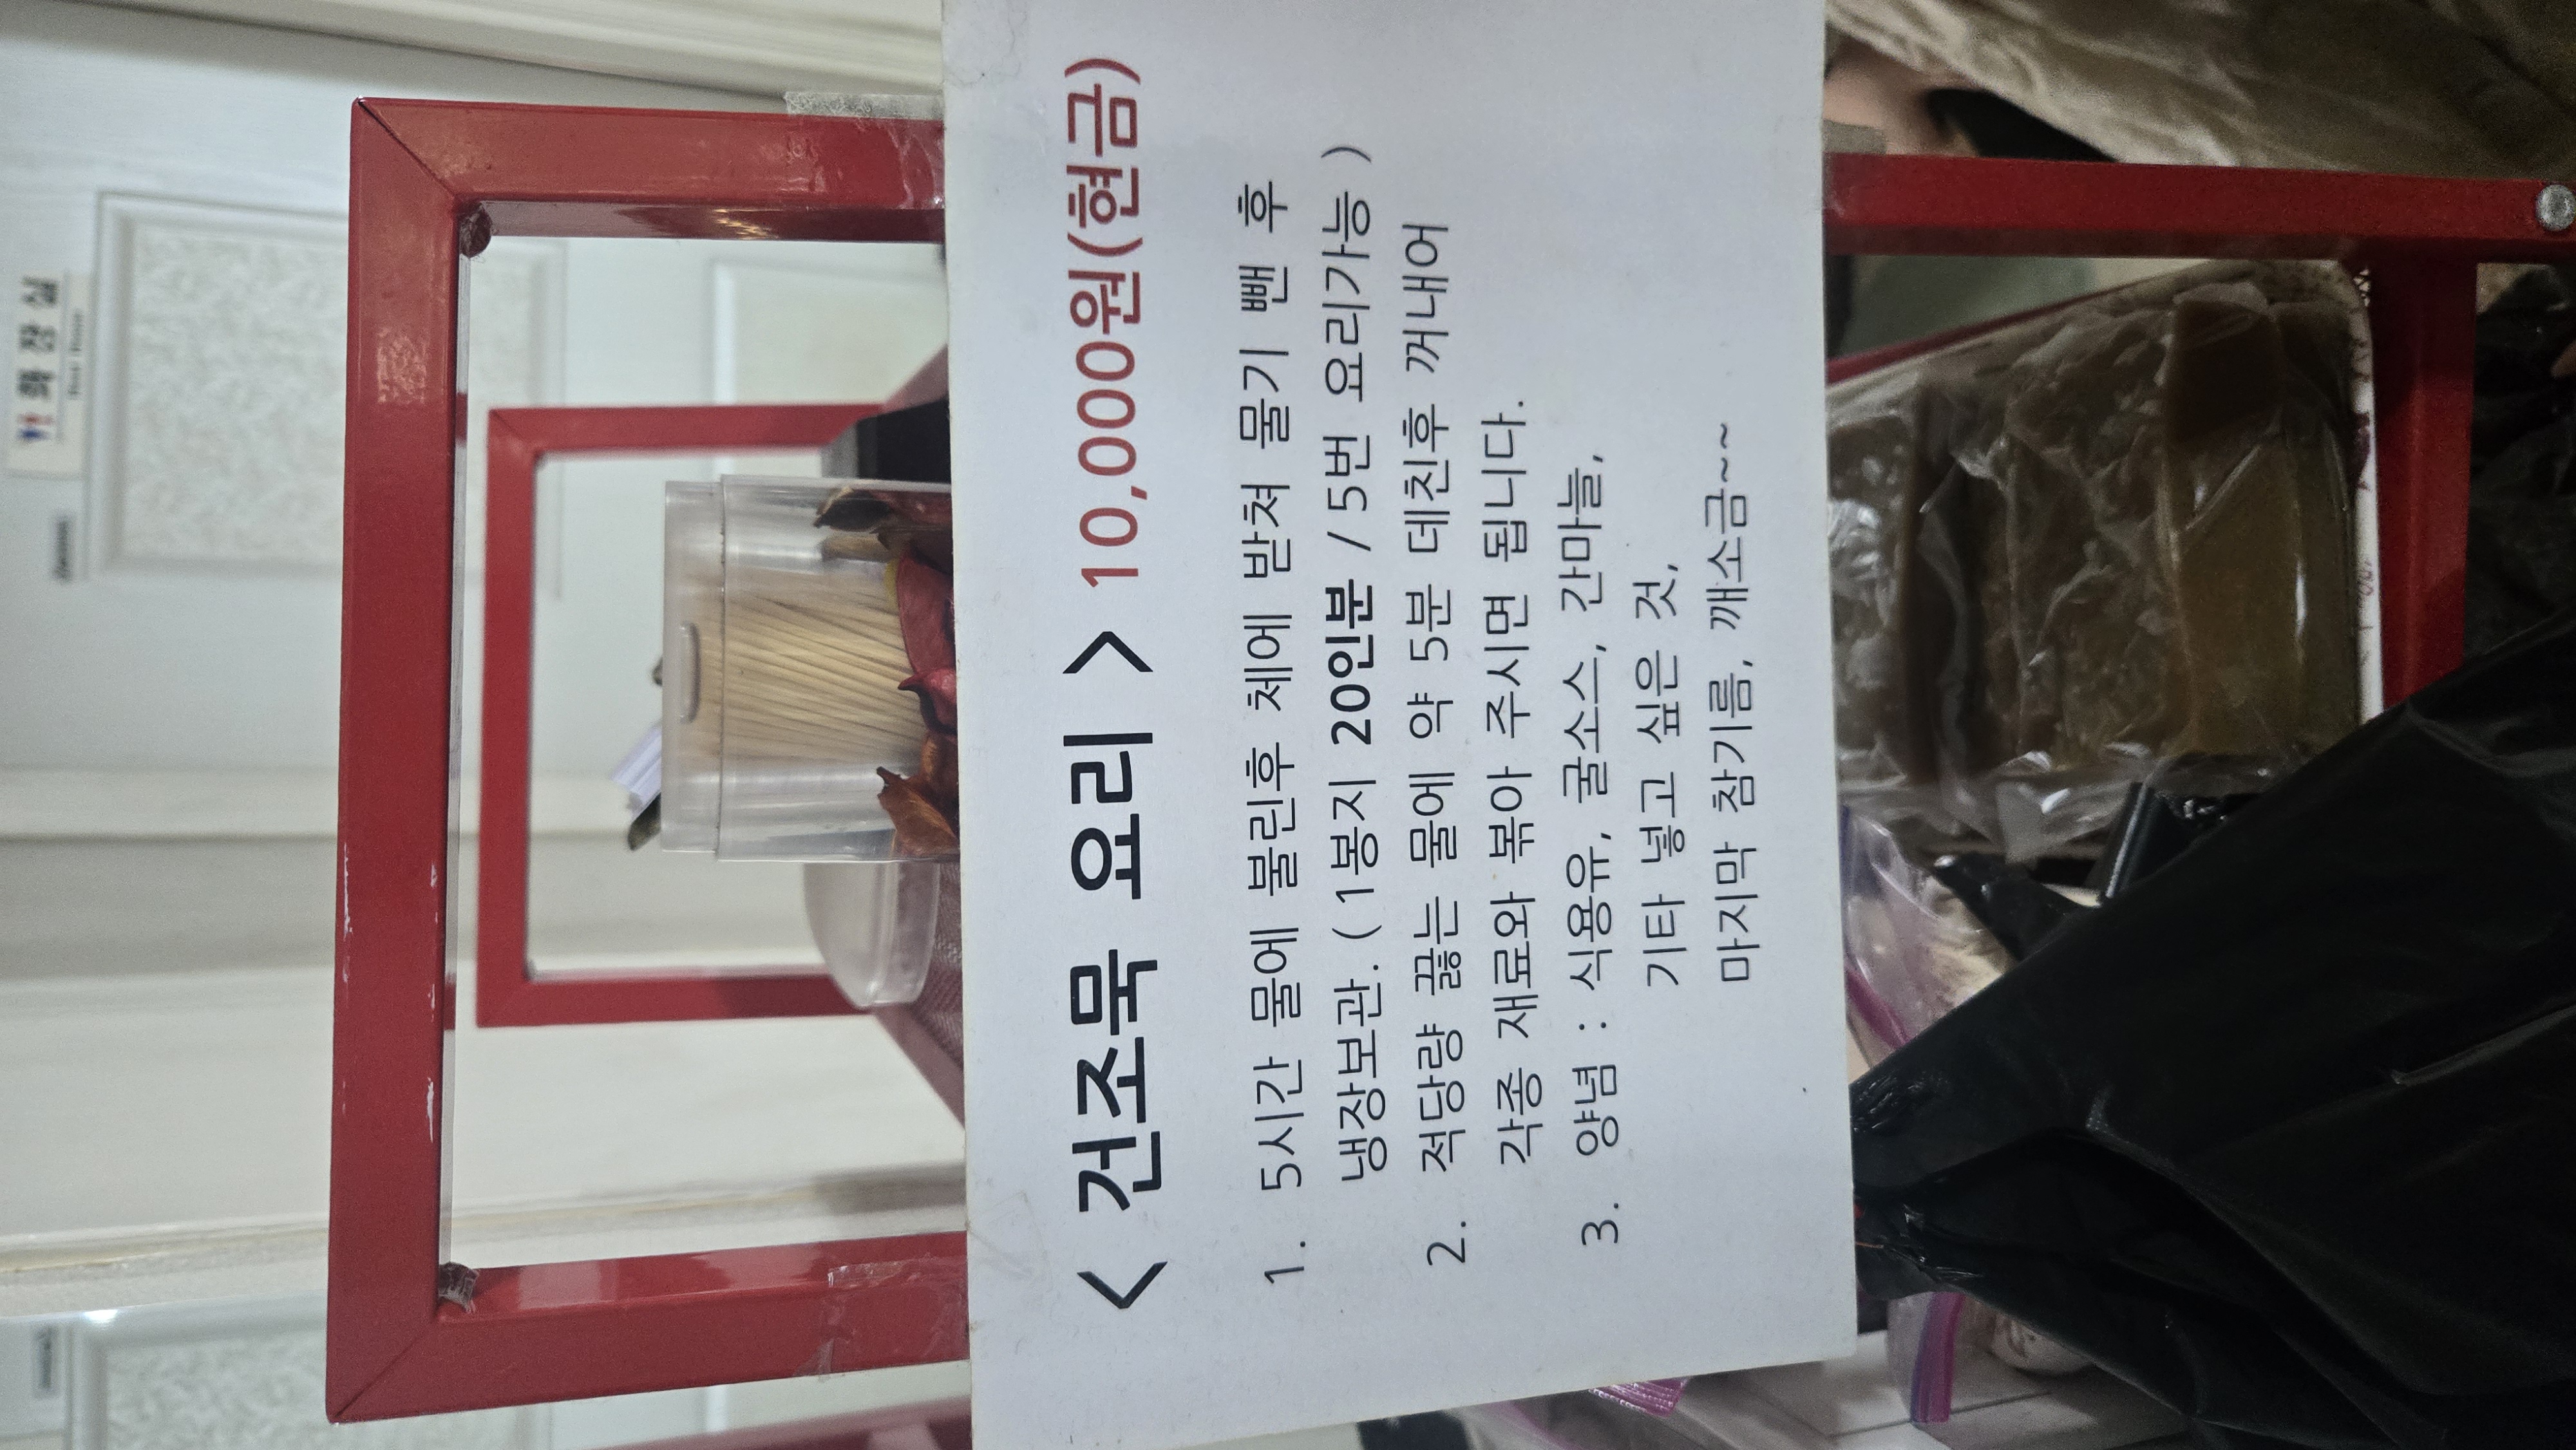 < 건조묵 요리 > 10,000원(현금)
1. 5시간 물에 불린후 체에 받쳐 물기 뺀 후
냉장보관. ( 1봉지 20인분 / 5번 요리가능 )
2. 적당량 끓는 물에 약 5분 데친후 꺼내어
각종 재료와 볶아 주시면 됩니다.
3. 양념 : 식용유, 굴소스, 간마늘,
기타 넣고 싶은 것,
마지막 참기름, 깨소금~~
화장실